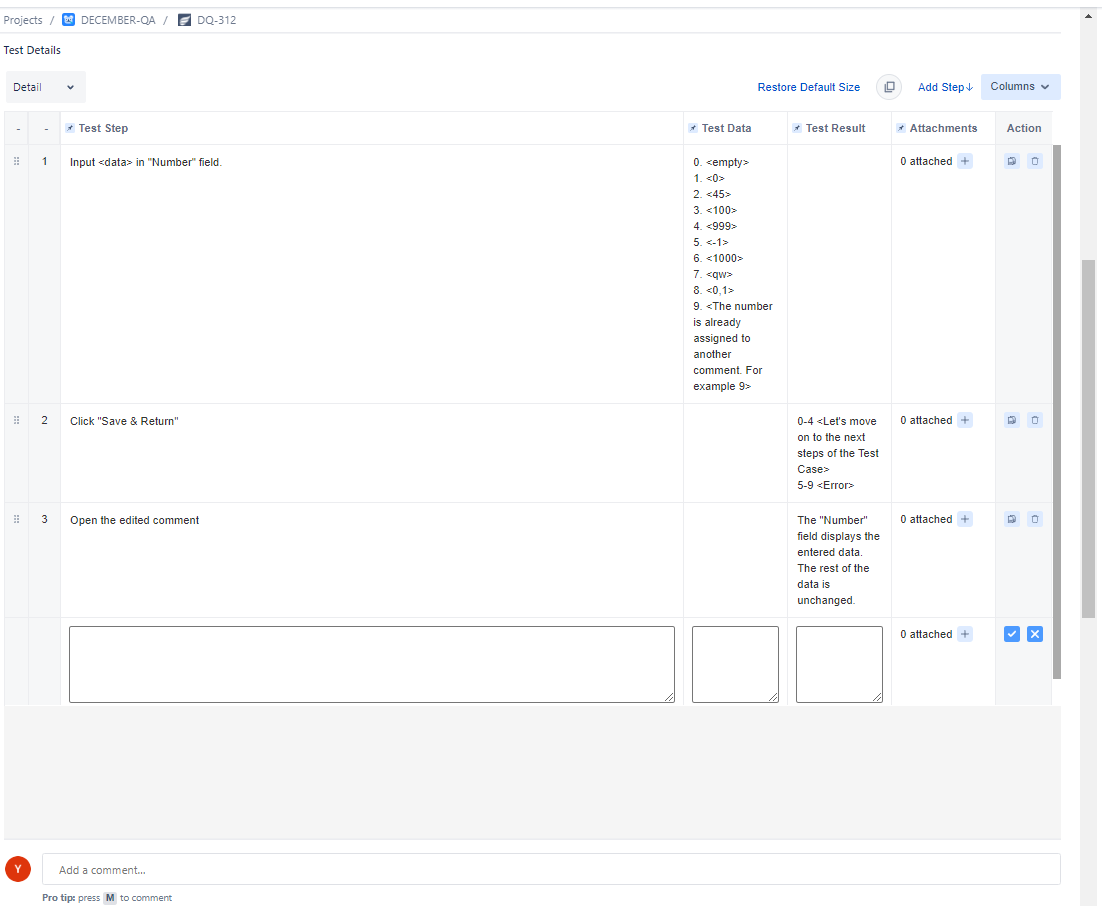 Projects / DECEMBER-QA / DQ-312
Test Details
Detail
Restore Default Size
Add Step↓
Columns
- - Test Step Test Data Test Result Attachments Action
1 Input <data> in "Number" field.
0. <empty>
1. <0>
2. <45>
3. <100>
4. <999>
5. <-1>
6. <1000>
7. <qw>
8. <0,1>
9. <The number
is already
assigned to
another
comment. For
example 9>
0 attached +
2 Click "Save & Return"
0-4 <Let's move
on to the next
steps of the Test
Case>
5-9 <Error>
0 attached +
3 Open the edited comment
The "Number"
field displays the
entered data.
The rest of the
data is
unchanged.
0 attached +
0 attached +
Y
Add a comment...
Pro tip: press M to comment